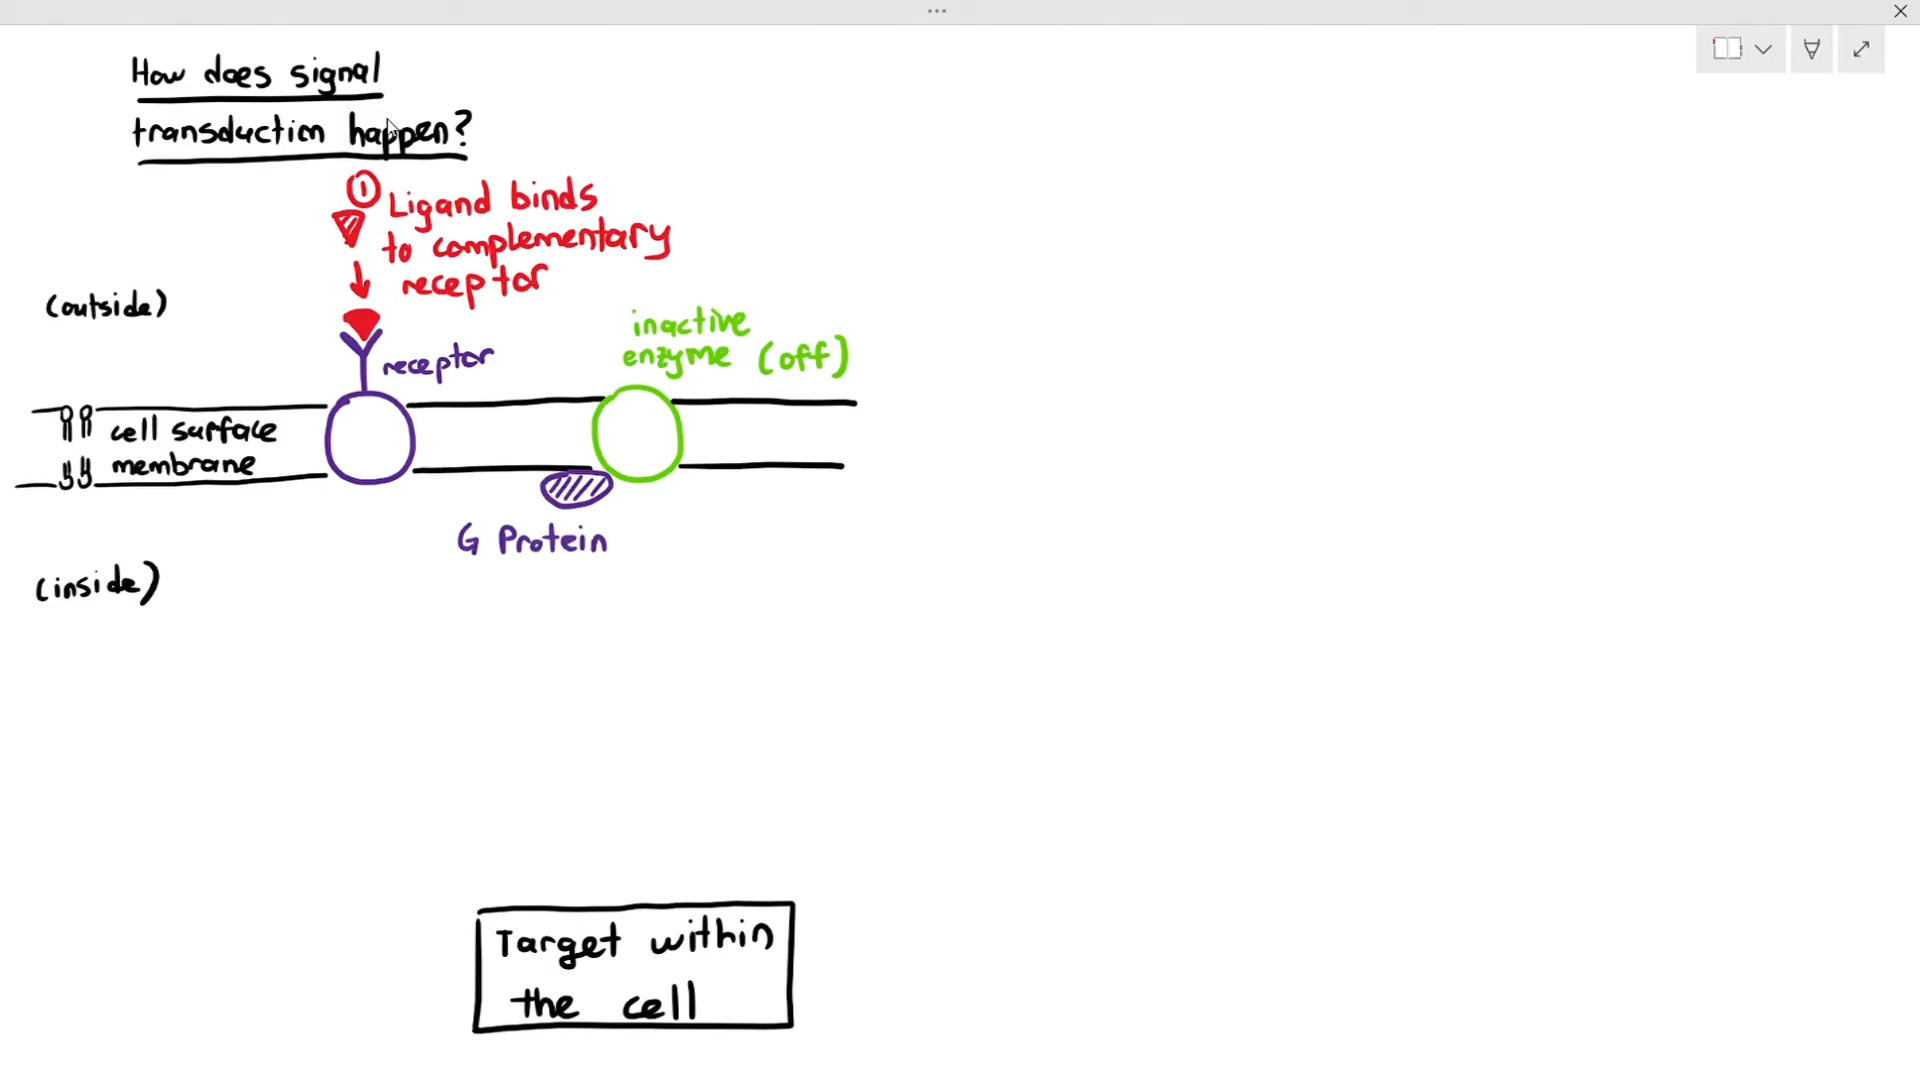 How does signal
transduction happen?
① Ligand binds
to complementary
receptor
(outside)
receptor
inactive
enzyme (off)
cell surface
membrane
G Protein
(inside)
Target within
the cell